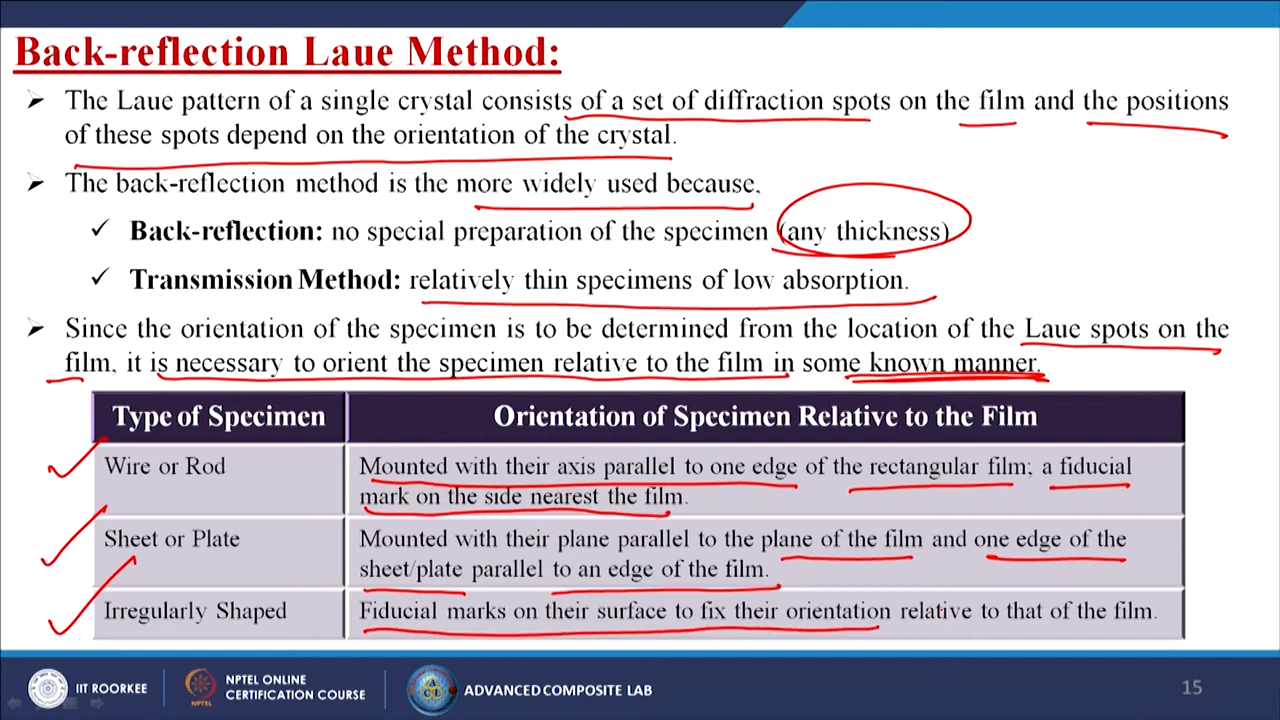 Back-reflection Laue Method:
➢ The Laue pattern of a single crystal consists of a set of diffraction spots on the film and the positions
of these spots depend on the orientation of the crystal.
➢ The back-reflection method is the more widely used because,
✓ Back-reflection: no special preparation of the specimen (any thickness)
✓ Transmission Method: relatively thin specimens of low absorption.
➢ Since the orientation of the specimen is to be determined from the location of the Laue spots on the
film, it is necessary to orient the specimen relative to the film in some known manner.
Type of Specimen Orientation of Specimen Relative to the Film
Wire or Rod Mounted with their axis parallel to one edge of the rectangular film; a fiducial
mark on the side nearest the film.
Sheet or Plate Mounted with their plane parallel to the plane of the film and one edge of the
sheet/plate parallel to an edge of the film.
Irregularly Shaped Fiducial marks on their surface to fix their orientation relative to that of the film.
IIT ROORKEE
NPTEL
NPTEL ONLINE
CERTIFICATION COURSE
ACL
ADVANCED COMPOSITE LAB
15